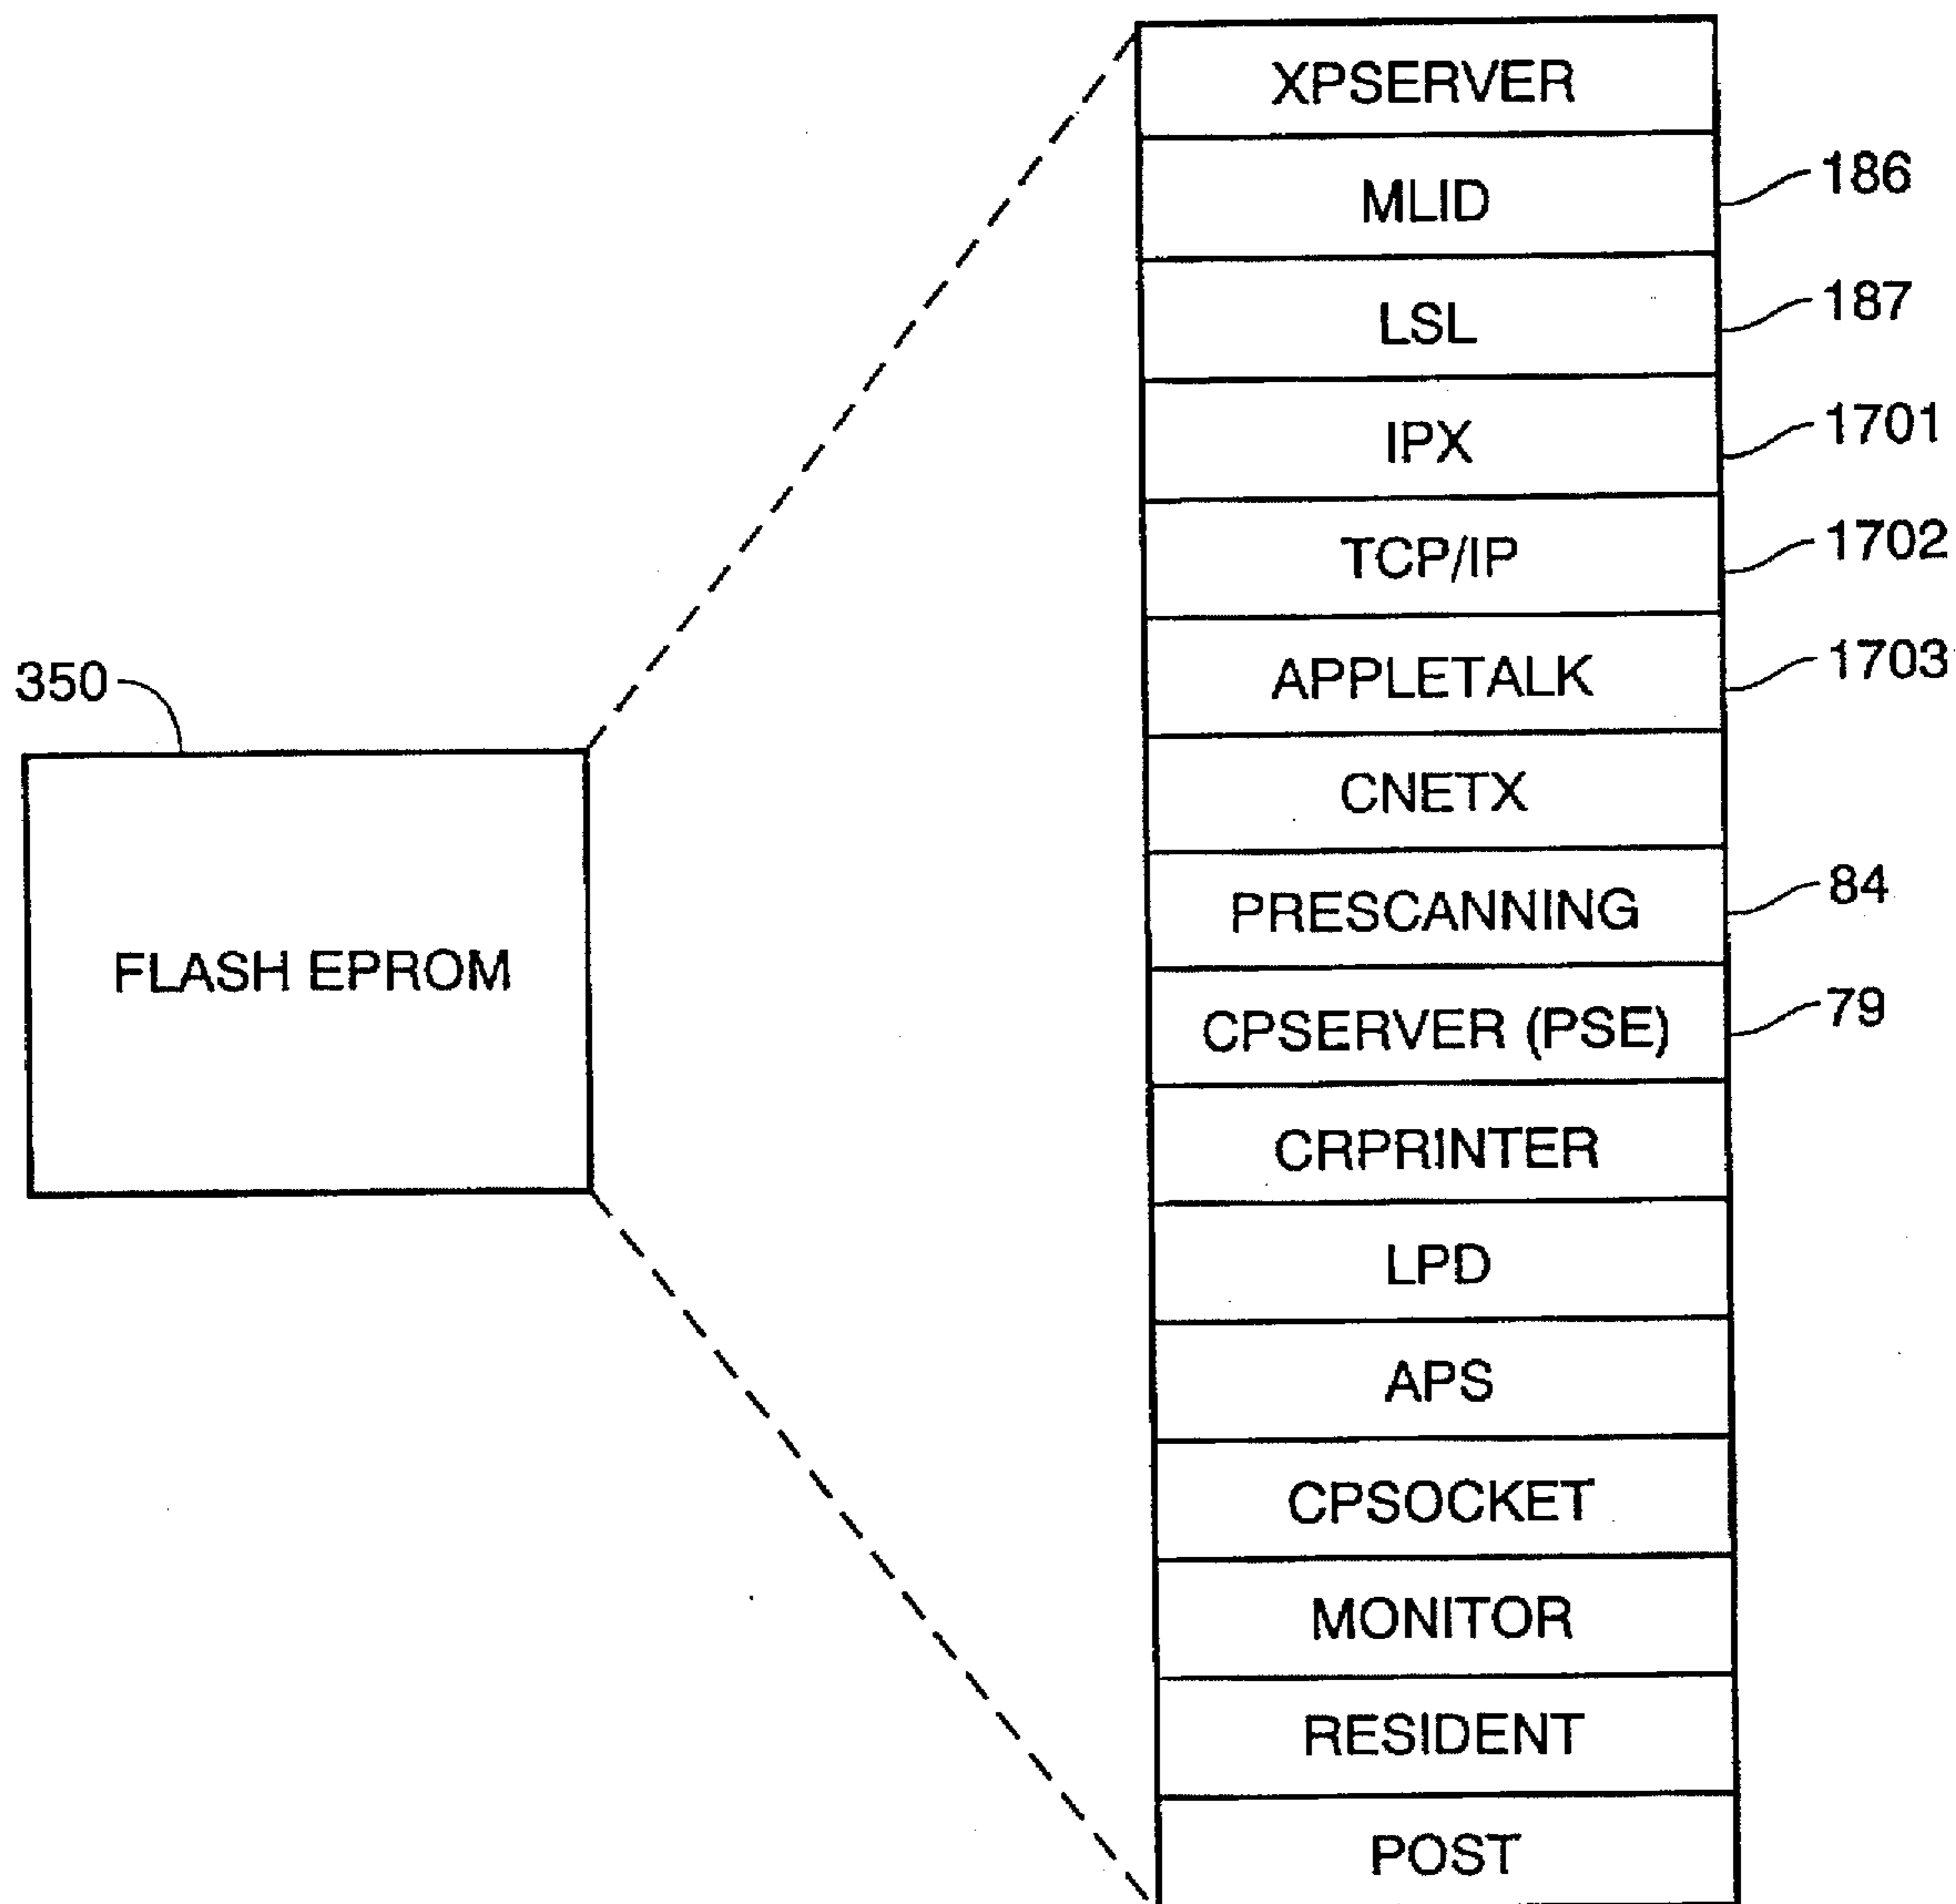 XPSERVER
MLID 186
LSL 187
IPX 1701
TCP/IP 1702
APPLETALK 1703
CNETX
PRESCANNING 84
CPSERVER (PSE) 79
CRPRINTER
LPD
APS
CPSOCKET
MONITOR
RESIDENT
POST
350
FLASH EPROM